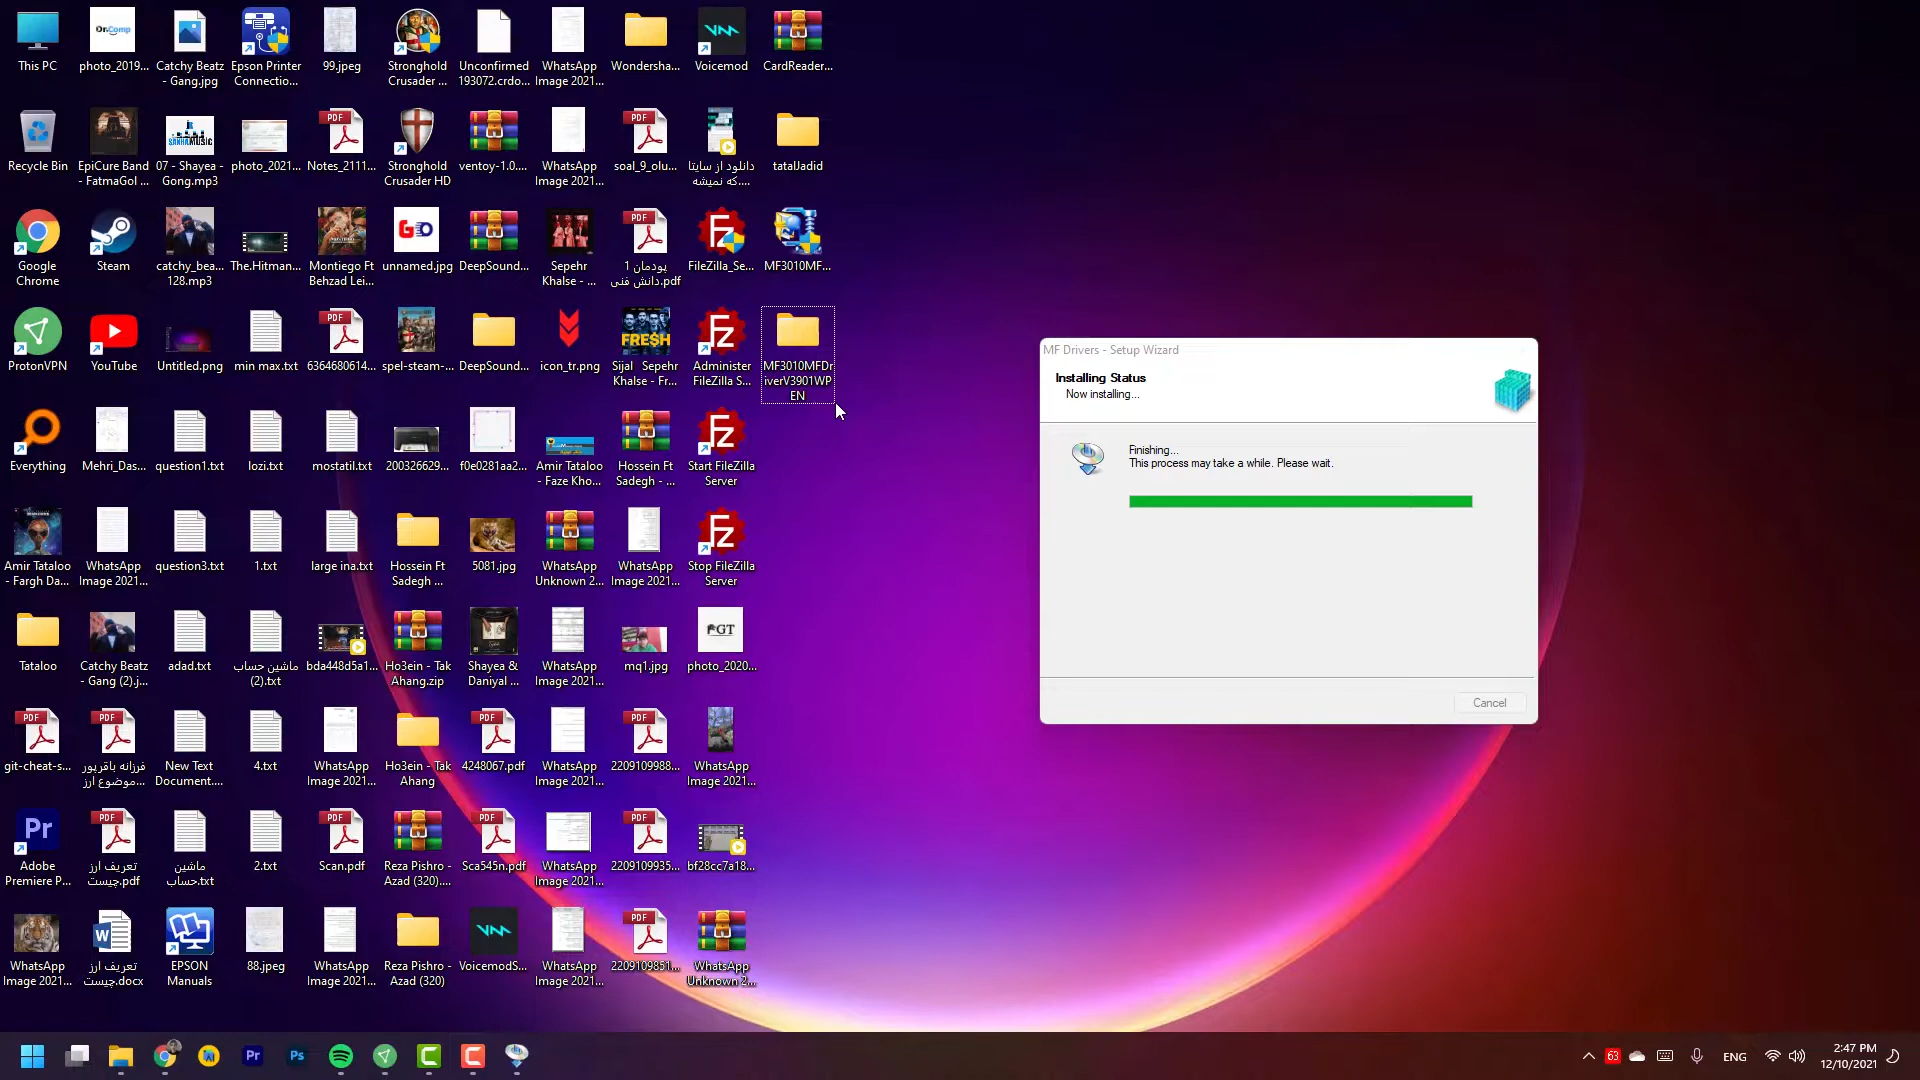 This PC
photo_2019...
Catchy Beatz
- Gang.jpg
Epson Printer
Connectio...
99.jpeg
Stronghold
Crusader ...
Unconfirmed
193072.crdo...
WhatsApp
Image 2021...
Wondersha...
Voicemod
CardReader...
Recycle Bin
EpiCure Band
- FatmaGol ...
07 - Shayea -
Gong.mp3
photo_2021...
Notes_2111...
Stronghold
Crusader HD
ventoy-1.0....
WhatsApp
Image 2021...
soal_9_olu...
دانلود از سایتا
که نمیشه....
tatalJadid
Google
Chrome
Steam
catchy_bea...
128.mp3
The.Hitman...
Montiego Ft
Behzad Lei...
unnamed.jpg
DeepSound...
Sepehr
Khalse - ...
پودمان 1
دانش فنی.pdf
FileZilla_Se...
MF3010MF...
ProtonVPN
YouTube
Untitled.png
min max.txt
6364680614...
spel-steam-...
DeepSound...
icon_tr.png
Sijal Sepehr
Khalse - Fr...
Administer
FileZilla S...
MF3010MFDr
iverV3901WP
EN
Everything
Mehri_Das...
question1.txt
lozi.txt
mostatil.txt
200326629...
f0e0281aa2...
Amir Tataloo
- Faze Kho...
Hossein Ft
Sadegh - ...
Start FileZilla
Server
Amir Tataloo
- Fargh Da...
WhatsApp
Image 2021...
question3.txt
1.txt
large ina.txt
Hossein Ft
Sadegh ...
5081.jpg
WhatsApp
Unknown 2...
WhatsApp
Image 2021...
Stop FileZilla
Server
Tataloo
Catchy Beatz
- Gang (2).j...
adad.txt
ماشین حساب
(2).txt
bda448d5a1...
Ho3ein - Tak
Ahang.zip
Shayea &
Daniyal ...
WhatsApp
Image 2021...
mq1.jpg
photo_2020...
git-cheat-s...
فرزانه باقرپور
موضوع ارز...
New Text
Document....
4.txt
WhatsApp
Image 2021...
Ho3ein - Tak
Ahang
4248067.pdf
WhatsApp
Image 2021...
2209109988...
WhatsApp
Image 2021...
Adobe
Premiere P...
تعریف ارز
چیست.pdf
ماشین
حساب.txt
2.txt
Scan.pdf
Reza Pishro -
Azad (320)....
Sca545n.pdf
WhatsApp
Image 2021...
2209109935...
bf28cc7a18...
WhatsApp
Image 2021...
تعریف ارز
چیست.docx
EPSON
Manuals
88.jpeg
WhatsApp
Image 2021...
Reza Pishro -
Azad (320)
VoicemodS...
WhatsApp
Image 2021...
2209109851...
WhatsApp
Unknown 2...
MF Drivers - Setup Wizard
Installing Status
Now installing...
Finishing...
This process may take a while. Please wait.
Cancel
63
ENG
2:47 PM
12/10/2021